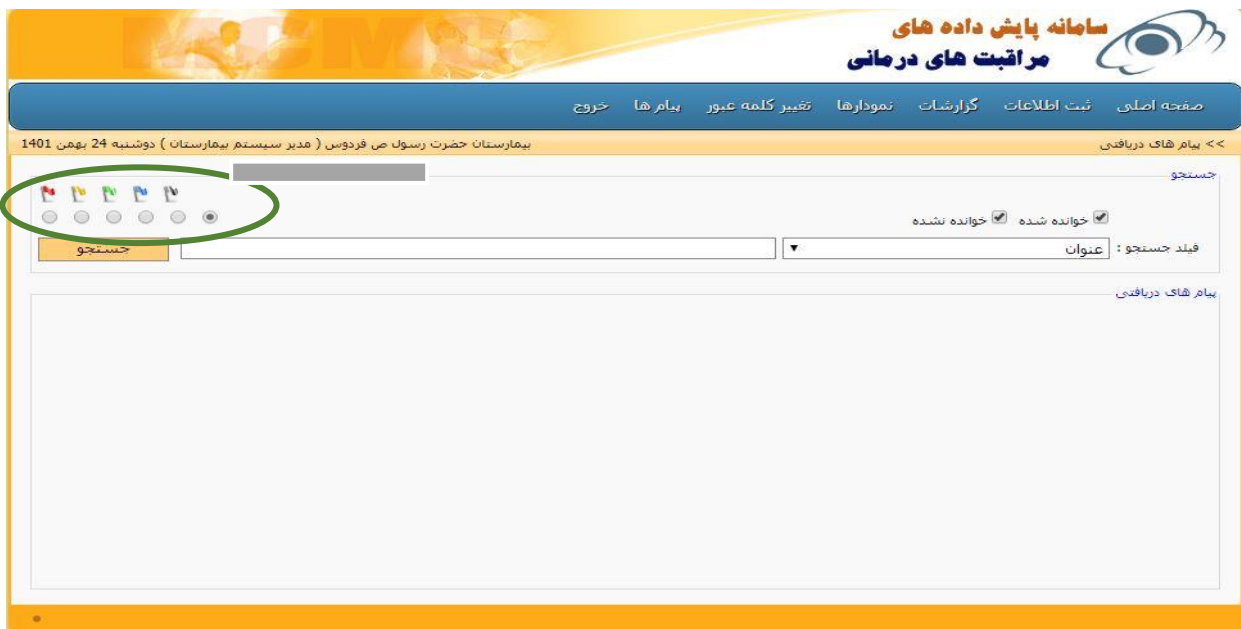 MCMC
سامانه پایش داده های
مراقبت های درمانی
صفحه اصلی ثبت اطلاعات گزارشات نمودارها تغییر کلمه عبور پیام ها خروج
>> پیام های دریافتی
بیمارستان حضرت رسول ص فردوس ( مدیر سیستم بیمارستان ) دوشنبه 24 بهمن 1401
جستجو
خوانده شده خوانده نشده
فیلد جستجو : عنوان جستجو
پیام های دریافتی